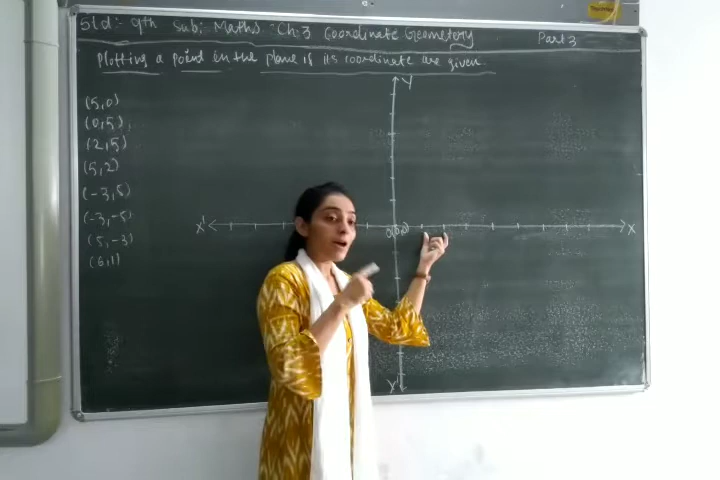 Std:- 9th Sub:- Maths Ch:3 Coordinate Geometery Part 3
Plotting a point in the plane if its coordinate are given.
(5,0)
(0,5)
(2,5)
(5,2)
(-3,5)
(-3,-5)
(5,-3)
(6,1)
Y
X'
O(0,0)
X
Y'